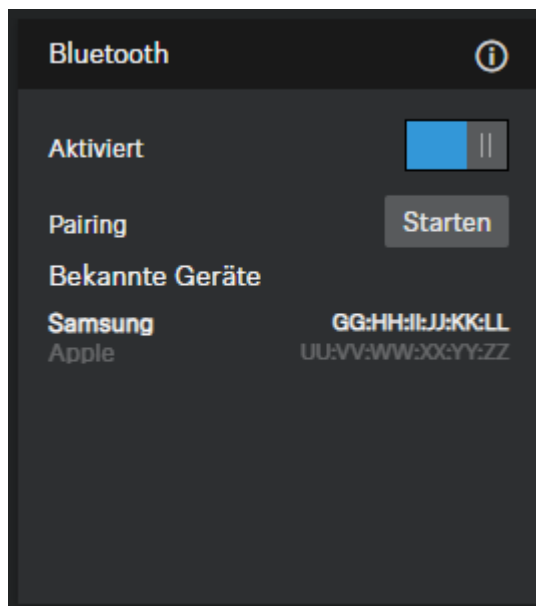 Bluetooth
Aktiviert
Pairing Starten
Bekannte Geräte
Samsung GG:HH:II:JJ:KK:LL
Apple UU:VV:WW:XX:YY:ZZ